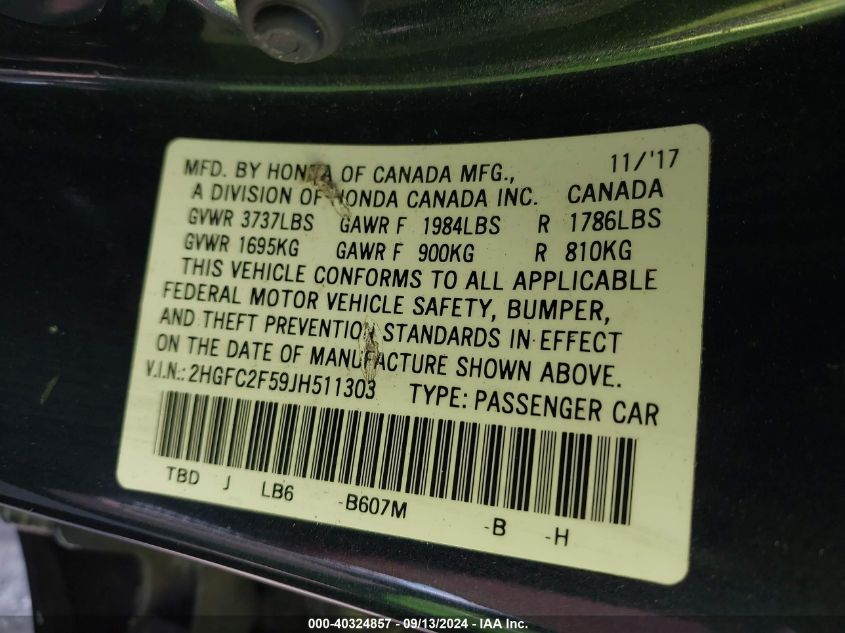 MFD. BY HONDA OF CANADA MFG., 11/'17
A DIVISION OF HONDA CANADA INC. CANADA
GVWR 3737LBS GAWR F 1984LBS R 1786LBS
GVWR 1695KG GAWR F 900KG R 810KG
THIS VEHICLE CONFORMS TO ALL APPLICABLE
FEDERAL MOTOR VEHICLE SAFETY, BUMPER,
AND THEFT PREVENTION STANDARDS IN EFFECT
ON THE DATE OF MANUFACTURE SHOWN ABOVE.
V.I.N.: 2HGFC2F59JH511303 TYPE: PASSENGER CAR
TBD J LB6 -B607M -B -H
000-40324857 - 09/13/2024 - IAA Inc.